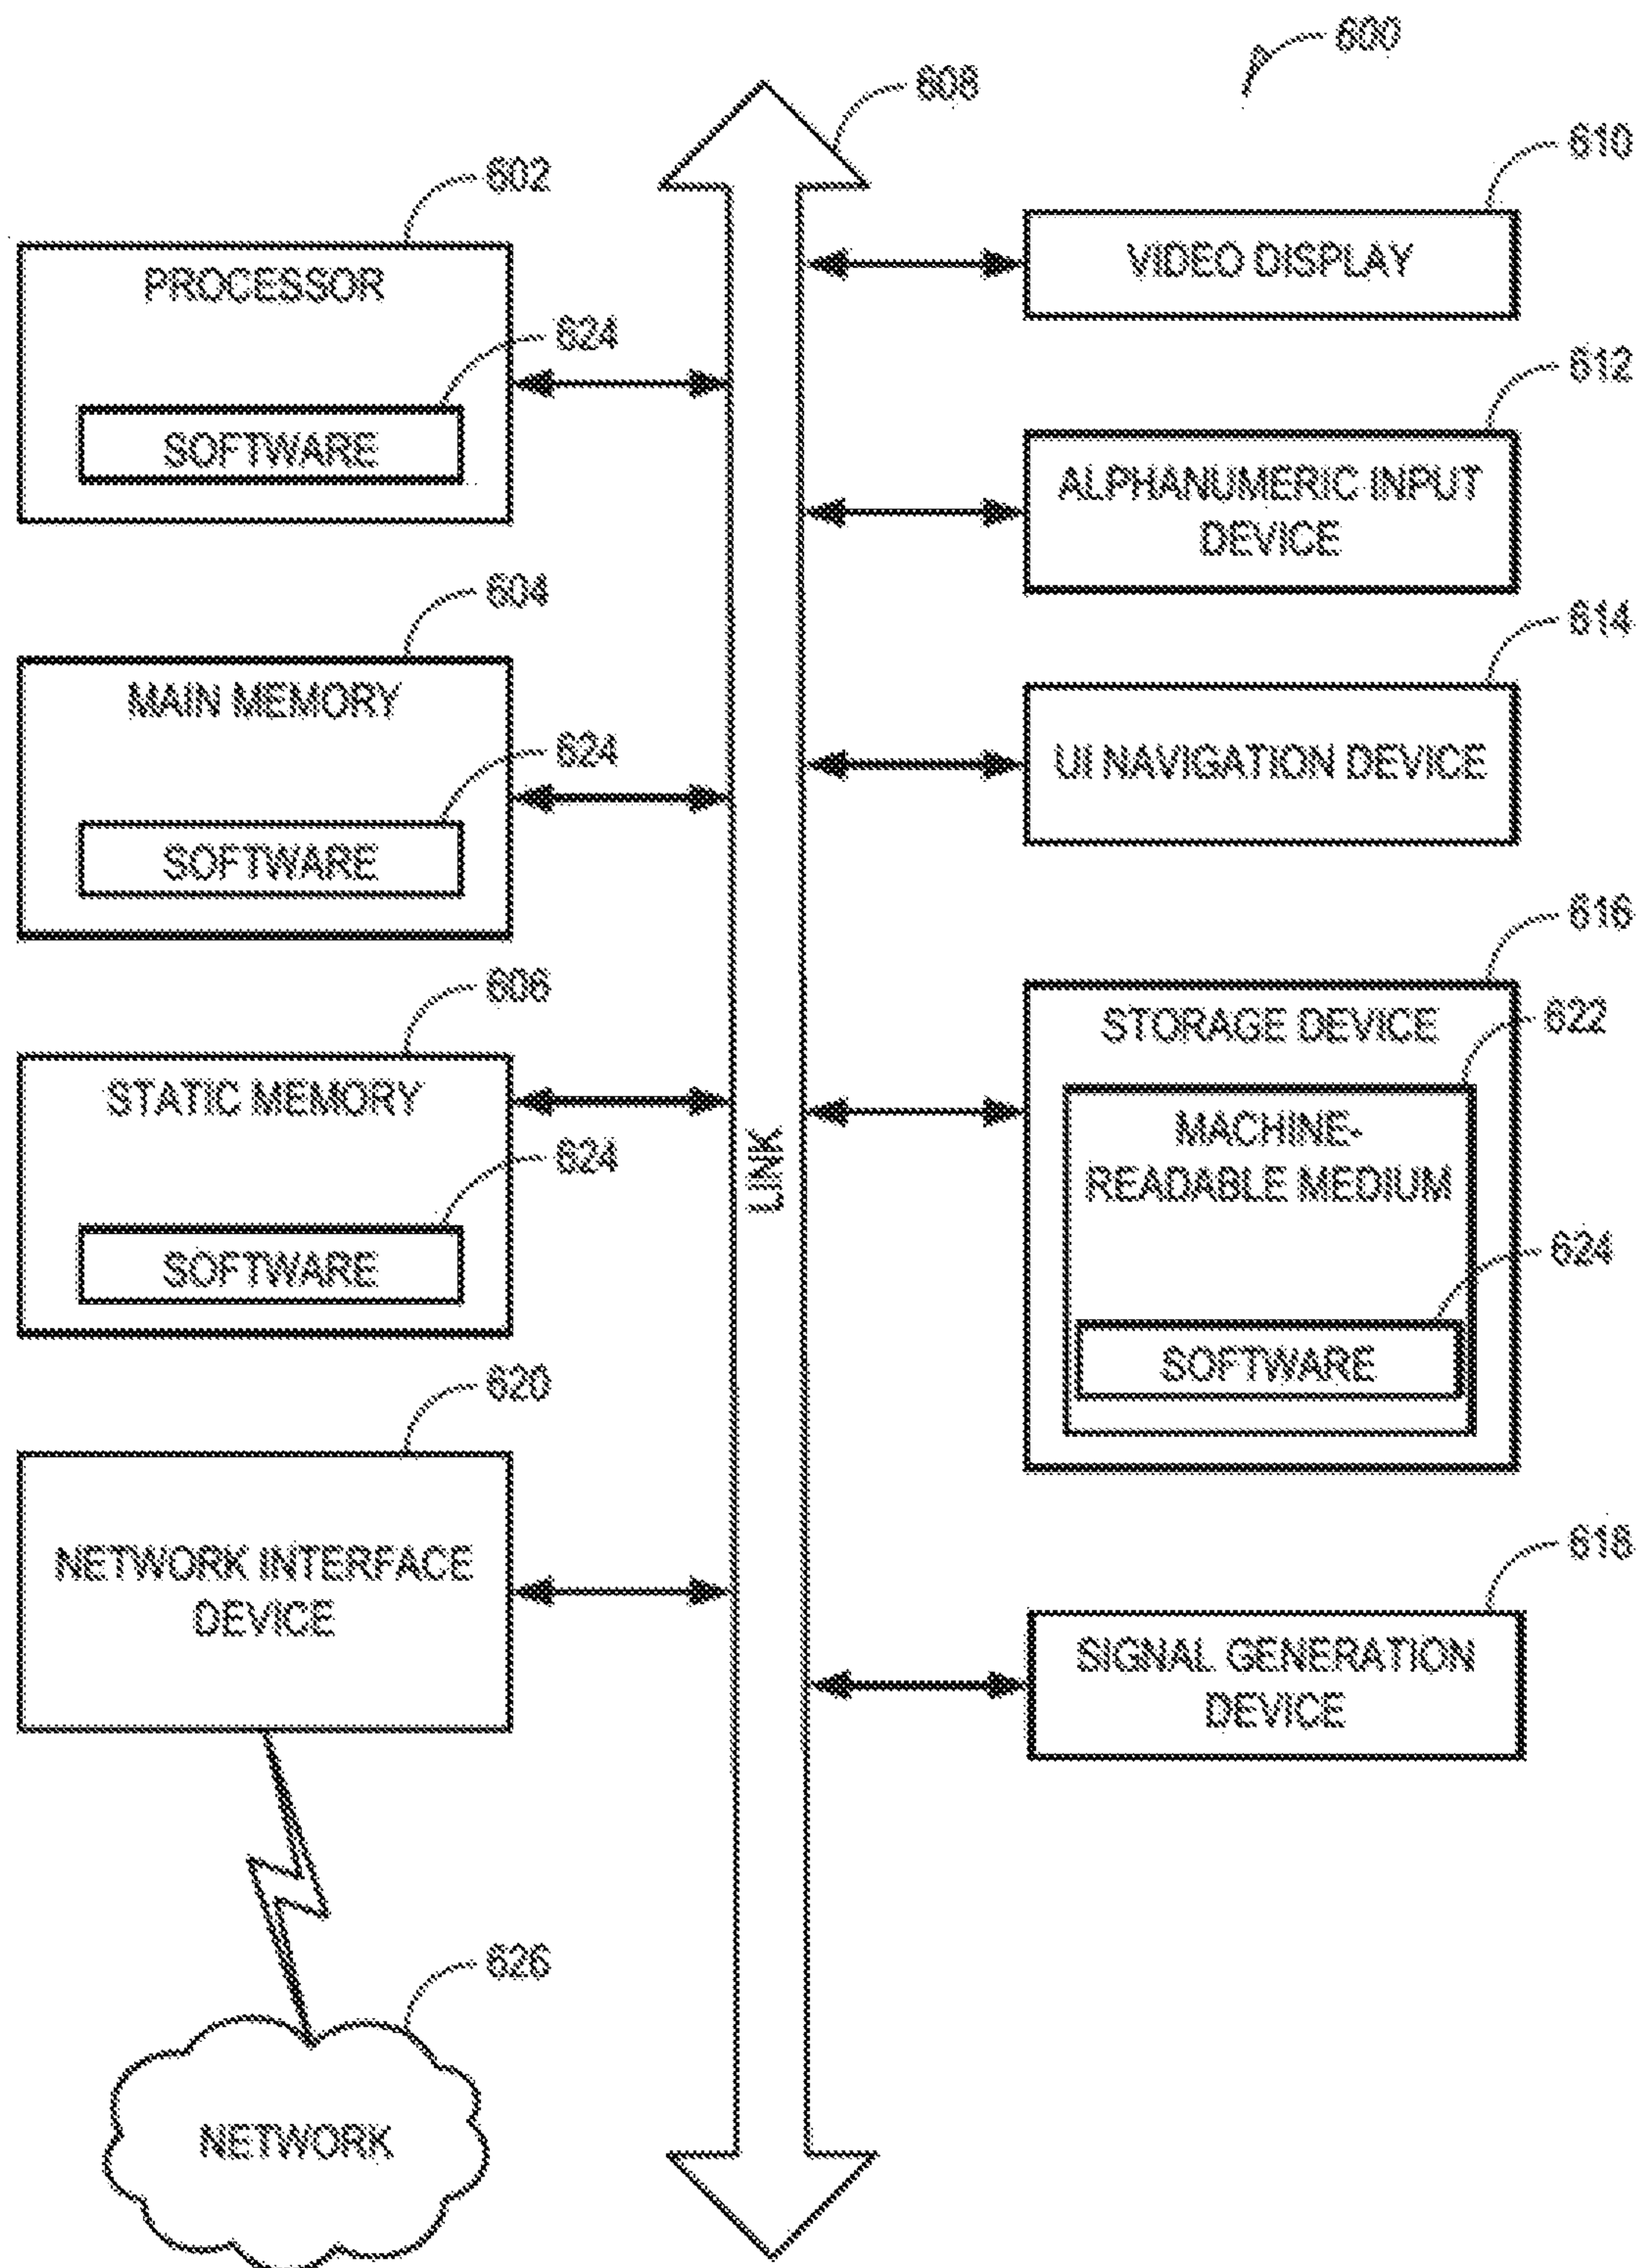 600
608
610
602
VIDEO DISPLAY
PROCESSOR
624
SOFTWARE
612
ALPHANUMERIC INPUT
DEVICE
604
MAIN MEMORY
624
SOFTWARE
614
UI NAVIGATION DEVICE
606
STATIC MEMORY
624
SOFTWARE
LINK
616
STORAGE DEVICE
622
MACHINE-
READABLE MEDIUM
624
SOFTWARE
620
NETWORK INTERFACE
DEVICE
618
SIGNAL GENERATION
DEVICE
626
NETWORK